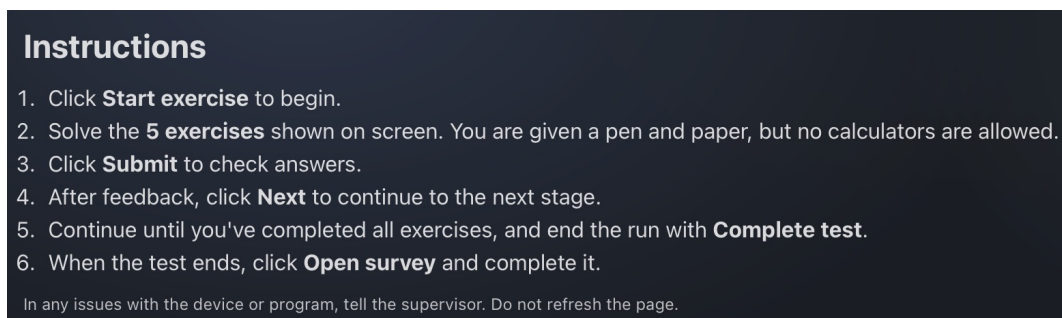 Instructions
1. Click Start exercise to begin.
2. Solve the 5 exercises shown on screen. You are given a pen and paper, but no calculators are allowed.
3. Click Submit to check answers.
4. After feedback, click Next to continue to the next stage.
5. Continue until you've completed all exercises, and end the run with Complete test.
6. When the test ends, click Open survey and complete it.
In any issues with the device or program, tell the supervisor. Do not refresh the page.